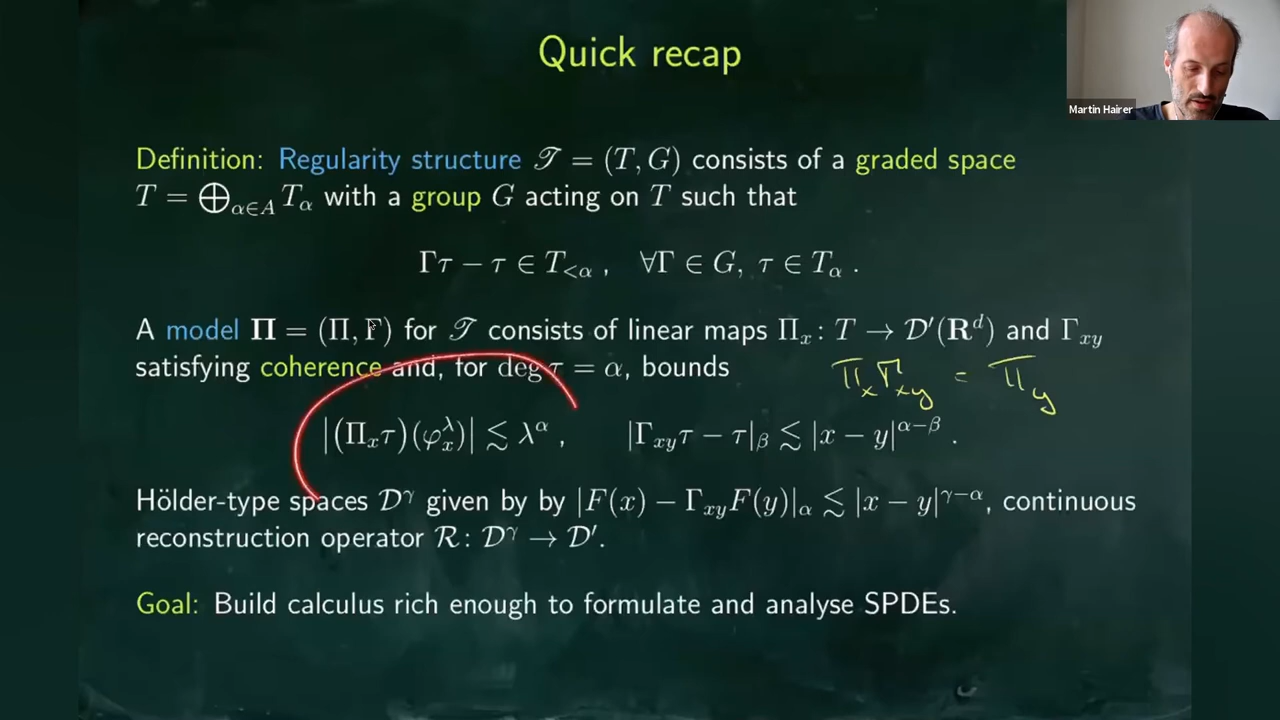 Quick recap
Martin Hairer
Definition: Regularity structure 𝒯 = (T, G) consists of a graded space
T = ⨁_{α∈A} T_α with a group G acting on T such that
Γτ − τ ∈ T_{<α} , ∀Γ ∈ G, τ ∈ T_α .
A model Π = (Π, Γ) for 𝒯 consists of linear maps Π_x : T → 𝒟′(R^d) and Γ_{xy}
satisfying coherence and, for deg τ = α, bounds
Π_x Γ_{xy} = Π_y
|(Π_x τ)(φ_x^λ)| ≲ λ^α , |Γ_{xy}τ − τ|_β ≲ |x − y|^{α−β} .
Hölder-type spaces 𝒟^γ given by by |F(x) − Γ_{xy}F(y)|_α ≲ |x − y|^{γ−α}, continuous
reconstruction operator ℛ: 𝒟^γ → 𝒟′.
Goal: Build calculus rich enough to formulate and analyse SPDEs.